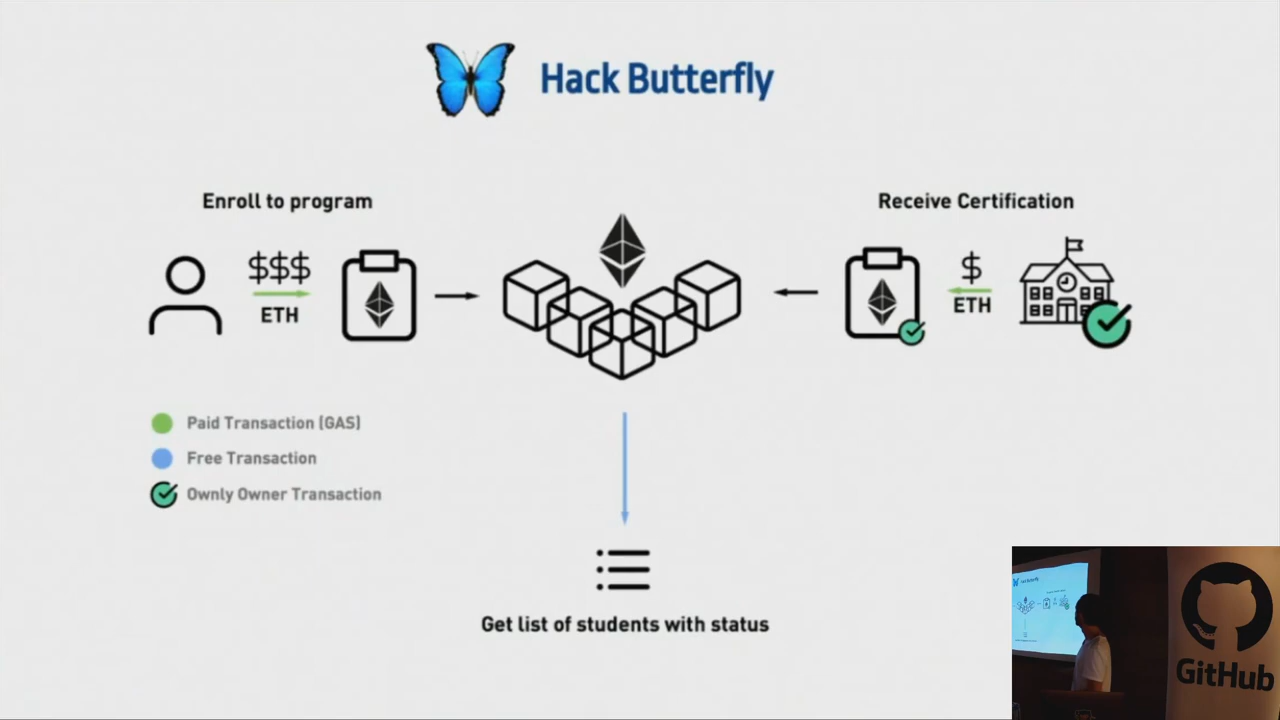 Hack Butterfly
Enroll to program
Receive Certification
$$$
ETH
$
ETH
Paid Transaction (GAS)
Free Transaction
Ownly Owner Transaction
Get list of students with status
GitHub